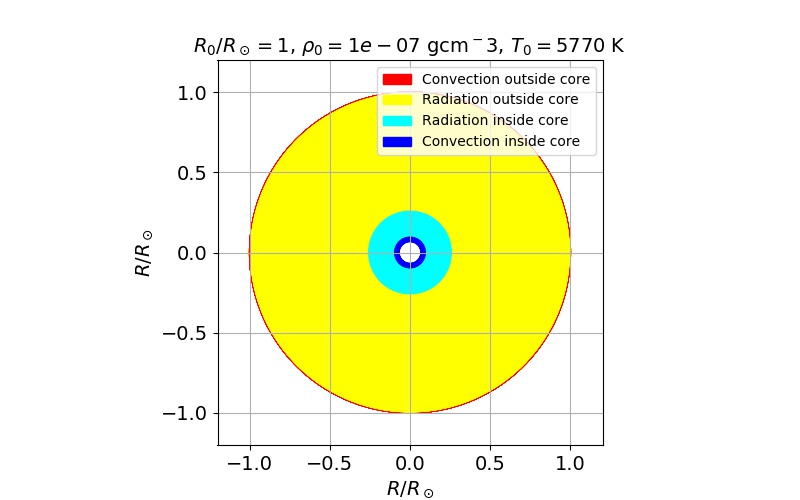 R₀/R⊙ = 1, ρ₀ = 1e − 07 gcm⁻3, T₀ = 5770 K
Convection outside core
Radiation outside core
Radiation inside core
Convection inside core
1.0
0.5
0.0
−0.5
−1.0
R/R⊙
−1.0 −0.5 0.0 0.5 1.0
R/R⊙